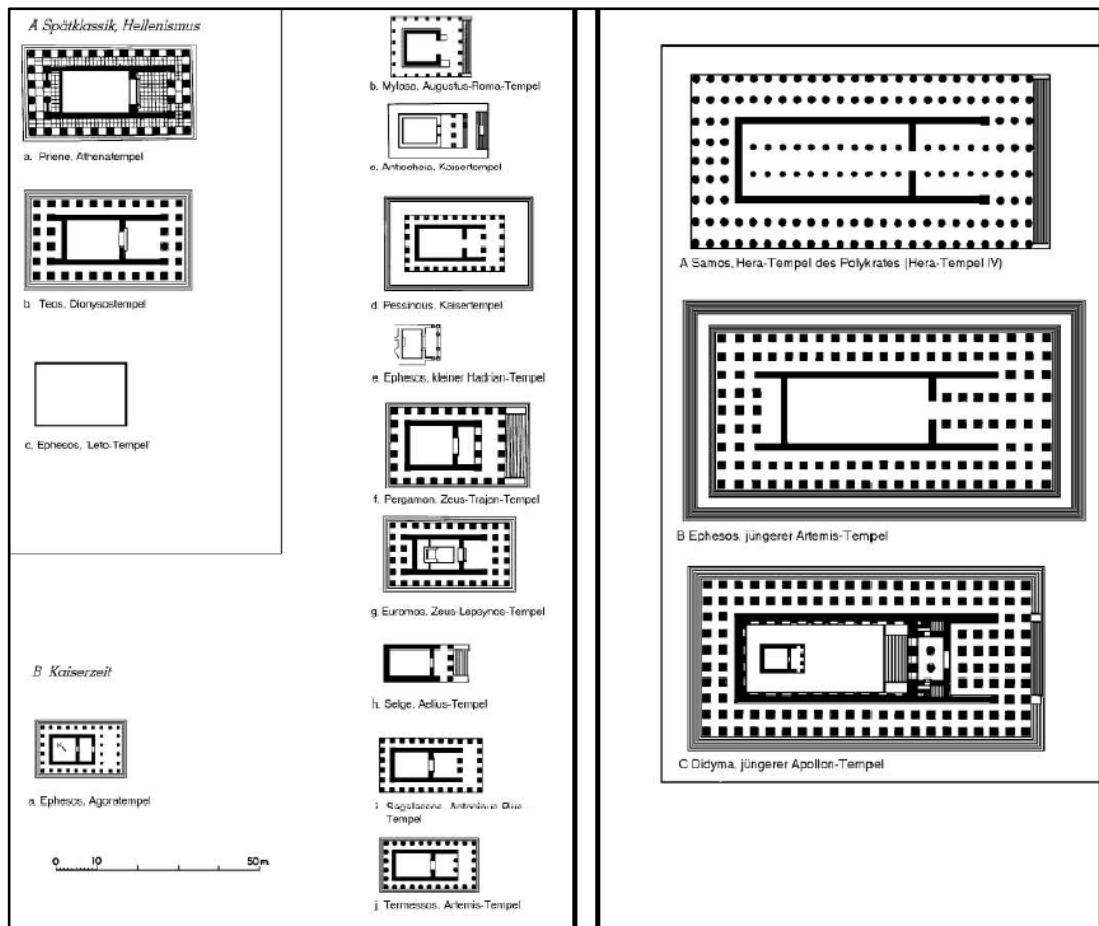 A Spätklassik, Hellenismus
a. Priene, Athenatempel
b. Teos, Dionysostempel
c. Ephesos, 'Leto-Tempel'
B Kaiserzeit
a. Ephesos, Agoratempel
0 10 50 m
b. Mylasa, Augustus-Roma-Tempel
c. Antiocheia, Kaisertempel
d. Pessinous, Kaisertempel
e. Ephesos, kleiner Hadrian-Tempel
f. Pergamon, Zeus-Trajan-Tempel
g. Euromos, Zeus-Lepsynos-Tempel
h. Selge, Aelius-Tempel
i. Sagalassos, Antoninus Pius
Tempel
j. Termessos, Artemis-Tempel
A Samos, Hera-Tempel des Polykrates (Hera-Tempel IV)
B Ephesos, jüngerer Artemis-Tempel
C Didyma, jüngerer Apollon-Tempel